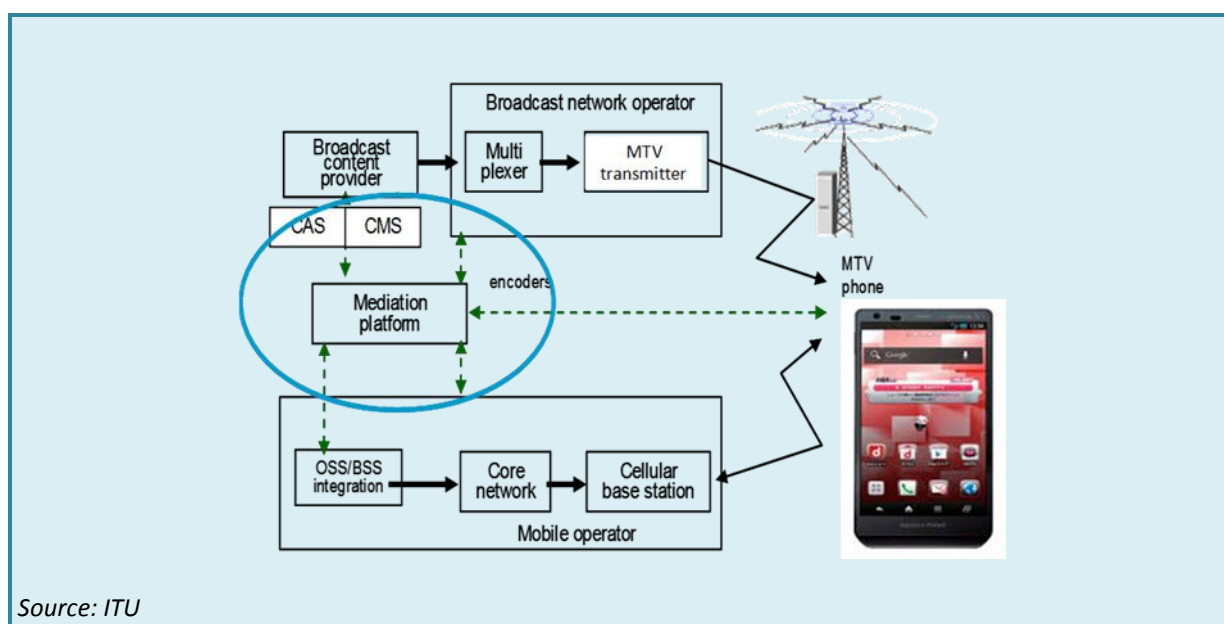 Broadcast network operator
Broadcast
content
provider
Multi
plexer
MTV
transmitter
CAS
CMS
encoders
MTV
phone
Mediation
platform
Google
OSS/BSS
integration
Core
network
Cellular
base station
Mobile operator
Source: ITU